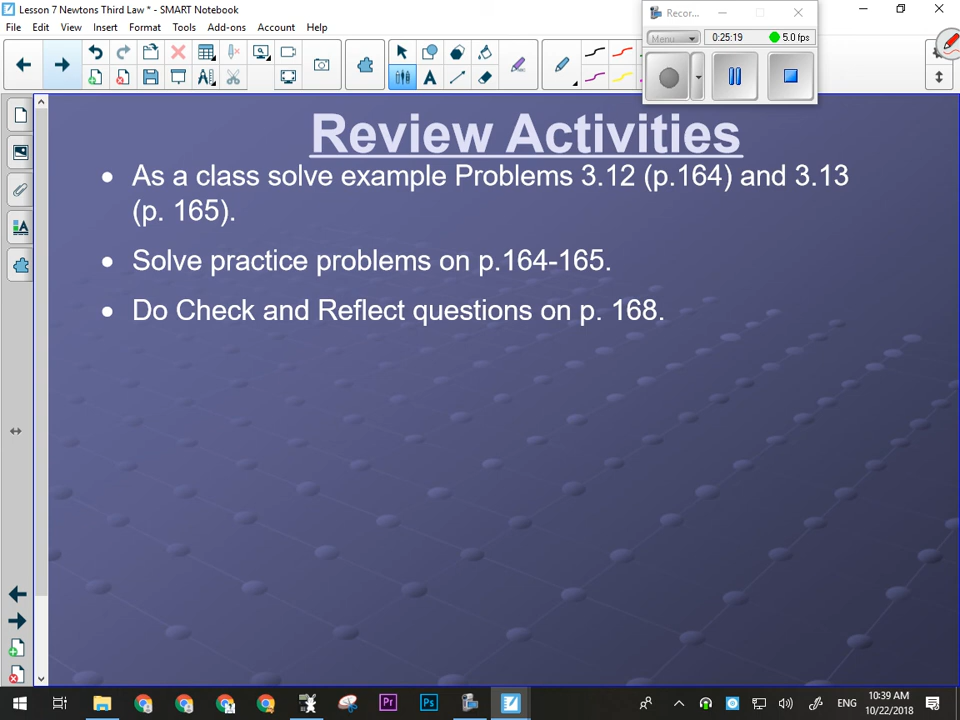 Lesson 7 Newtons Third Law * - SMART Notebook
Recor...
File Edit View Insert Format Tools Add-ons Account Help
Menu
0:25:19
5.0 fps
Review Activities
• As a class solve example Problems 3.12 (p.164) and 3.13
(p. 165).
• Solve practice problems on p.164-165.
• Do Check and Reflect questions on p. 168.
Pr
Ps
ENG
10:39 AM
10/22/2018